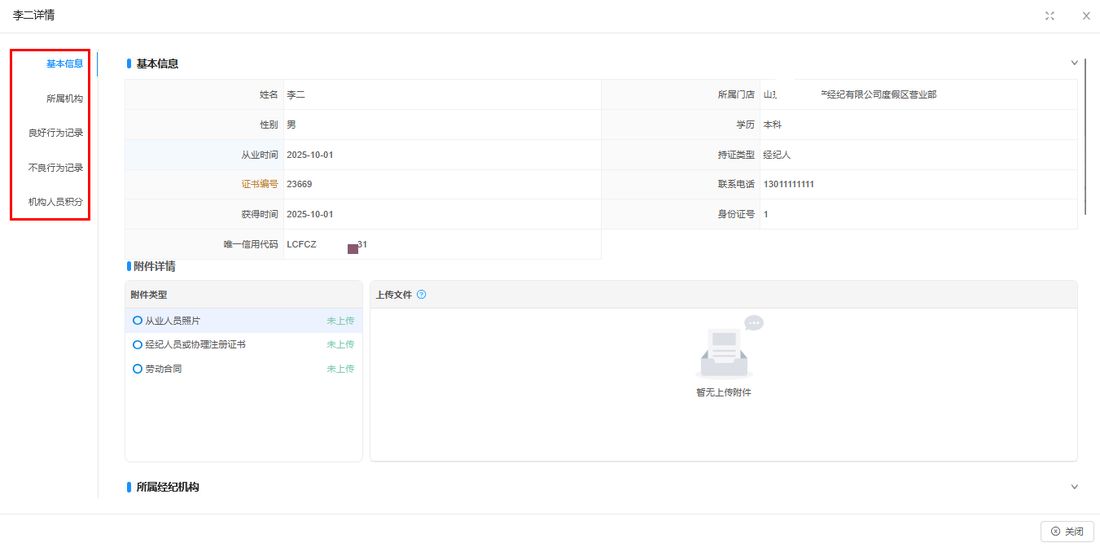 李二详情
基本信息
所属机构
良好行为记录
不良行为记录
机构人员积分
基本信息
姓名 李二 所属门店 山 经纪有限公司度假区营业部
性别 男 学历 本科
从业时间 2025-10-01 持证类型 经纪人
证书编号 23669 联系电话 13011111111
获得时间 2025-10-01 身份证号 1
唯一信用代码 LCFCZ 31
附件详情
附件类型 上传文件
从业人员照片 未上传
经纪人员或协理注册证书 未上传
劳动合同 未上传
暂无上传附件
所属经纪机构
关闭